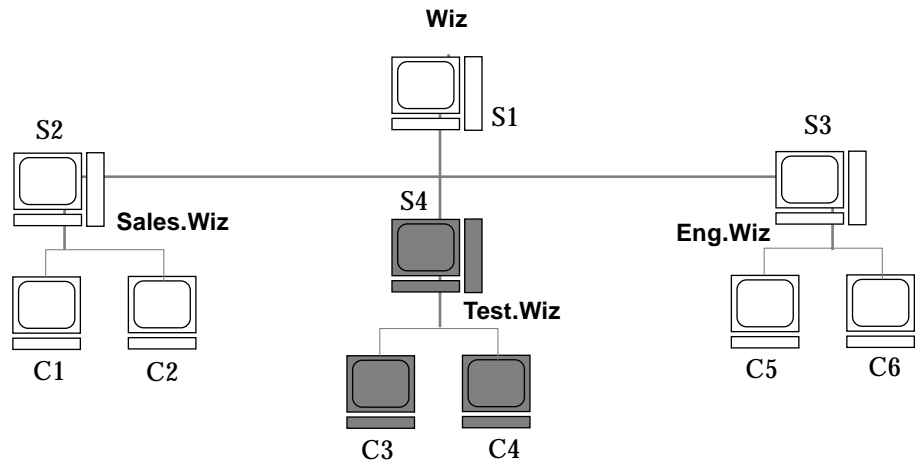 Wiz
S1
S2
S3
S4
Sales.Wiz
Eng.Wiz
Test.Wiz
C1
C2
C5
C6
C3
C4